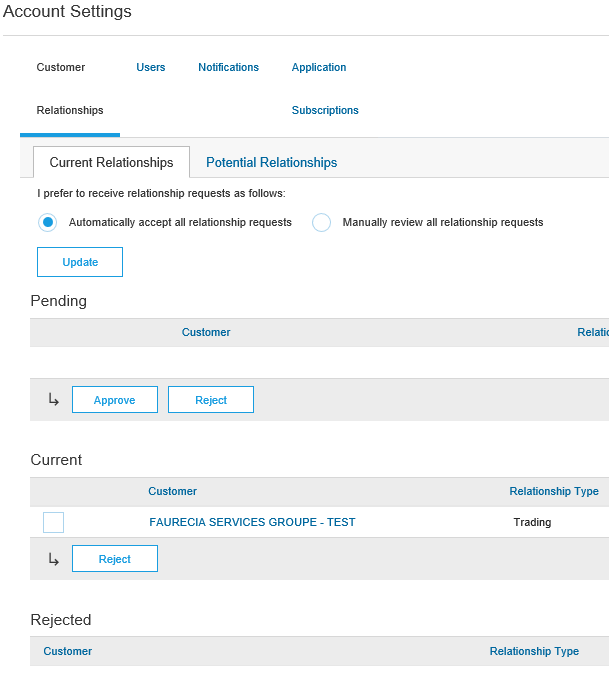 Account Settings
Customer Users Notifications Application
Relationships Subscriptions
Current Relationships Potential Relationships
I prefer to receive relationship requests as follows:
Automatically accept all relationship requests Manually review all relationship requests
Update
Pending
Customer Relatio
Approve Reject
Current
Customer Relationship Type
FAURECIA SERVICES GROUPE - TEST Trading
Reject
Rejected
Customer Relationship Type